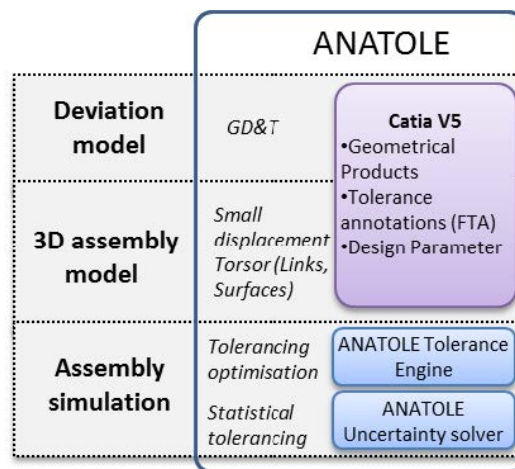 ANATOLE
Deviation
model
GD&T
Catia V5
•Geometrical
Products
•Tolerance
annotations (FTA)
•Design Parameter
3D assembly
model
Small
displacement
Torsor (Links,
Surfaces)
Assembly
simulation
Tolerancing
optimisation
ANATOLE Tolerance
Engine
Statistical
tolerancing
ANATOLE
Uncertainty solver